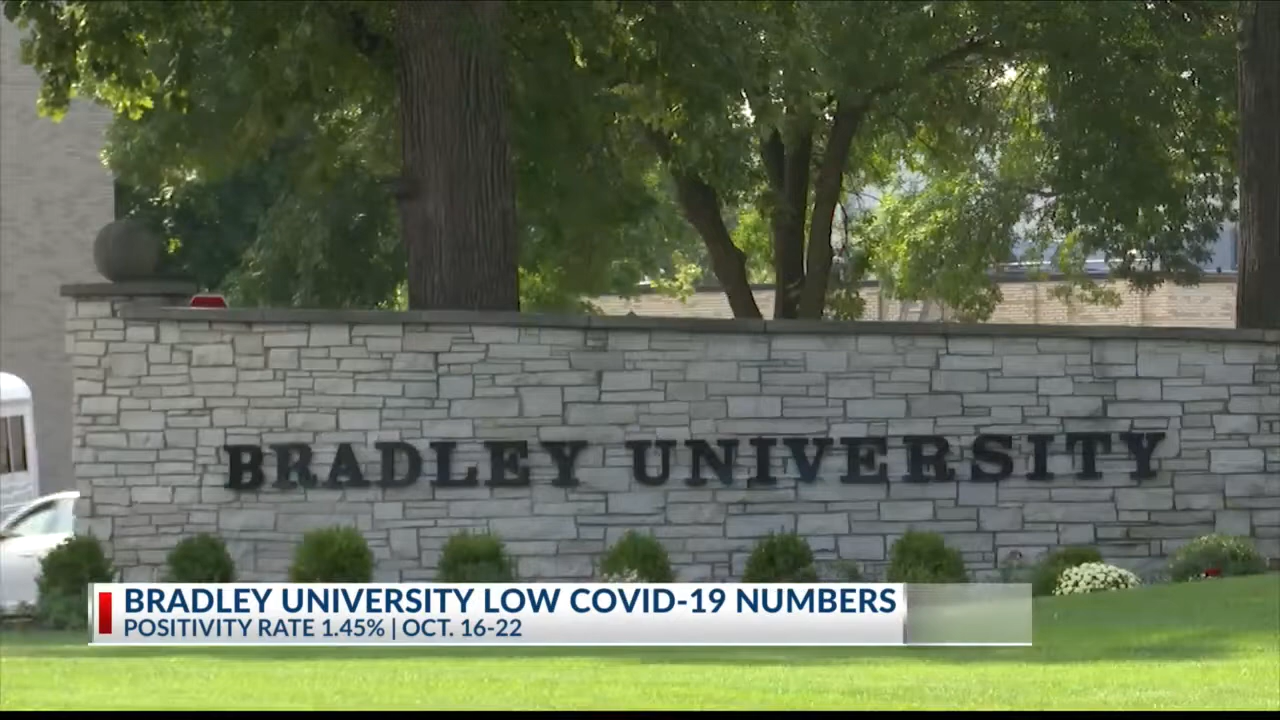 BRADLEY UNIVERSITY
BRADLEY UNIVERSITY LOW COVID-19 NUMBERS
POSITIVITY RATE 1.45% | OCT. 16-22